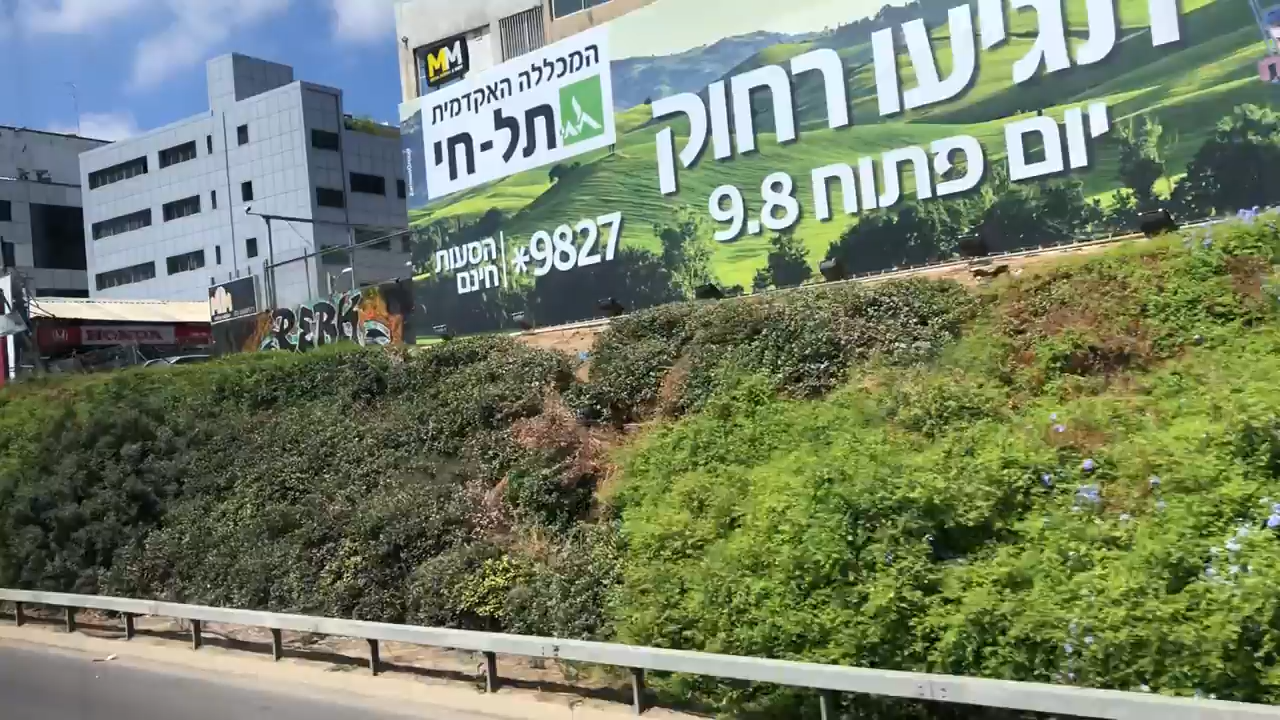 MM
המכללה האקדמית
תל-חי
תגיעו רחוק
יום פתוח 9.8
*9827
הסעות
חינם
HONDA